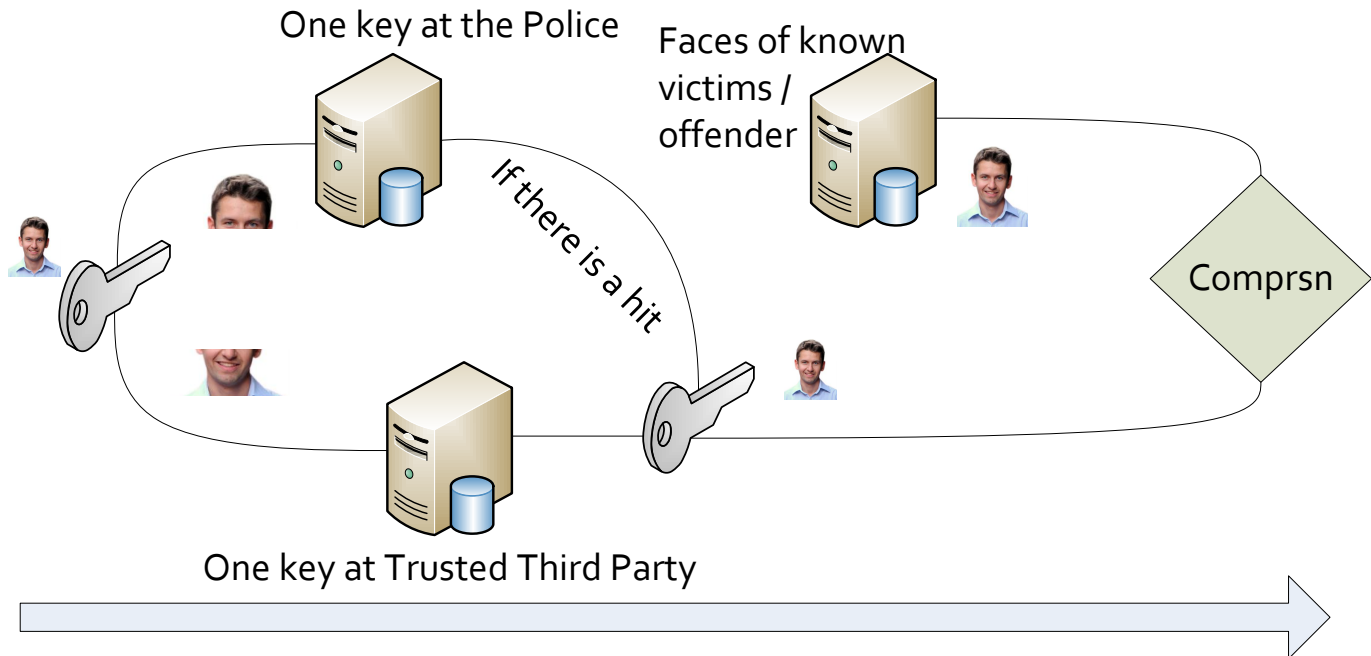 One key at the Police
Faces of known
victims /
offender
If there is a hit
Comprsn
One key at Trusted Third Party